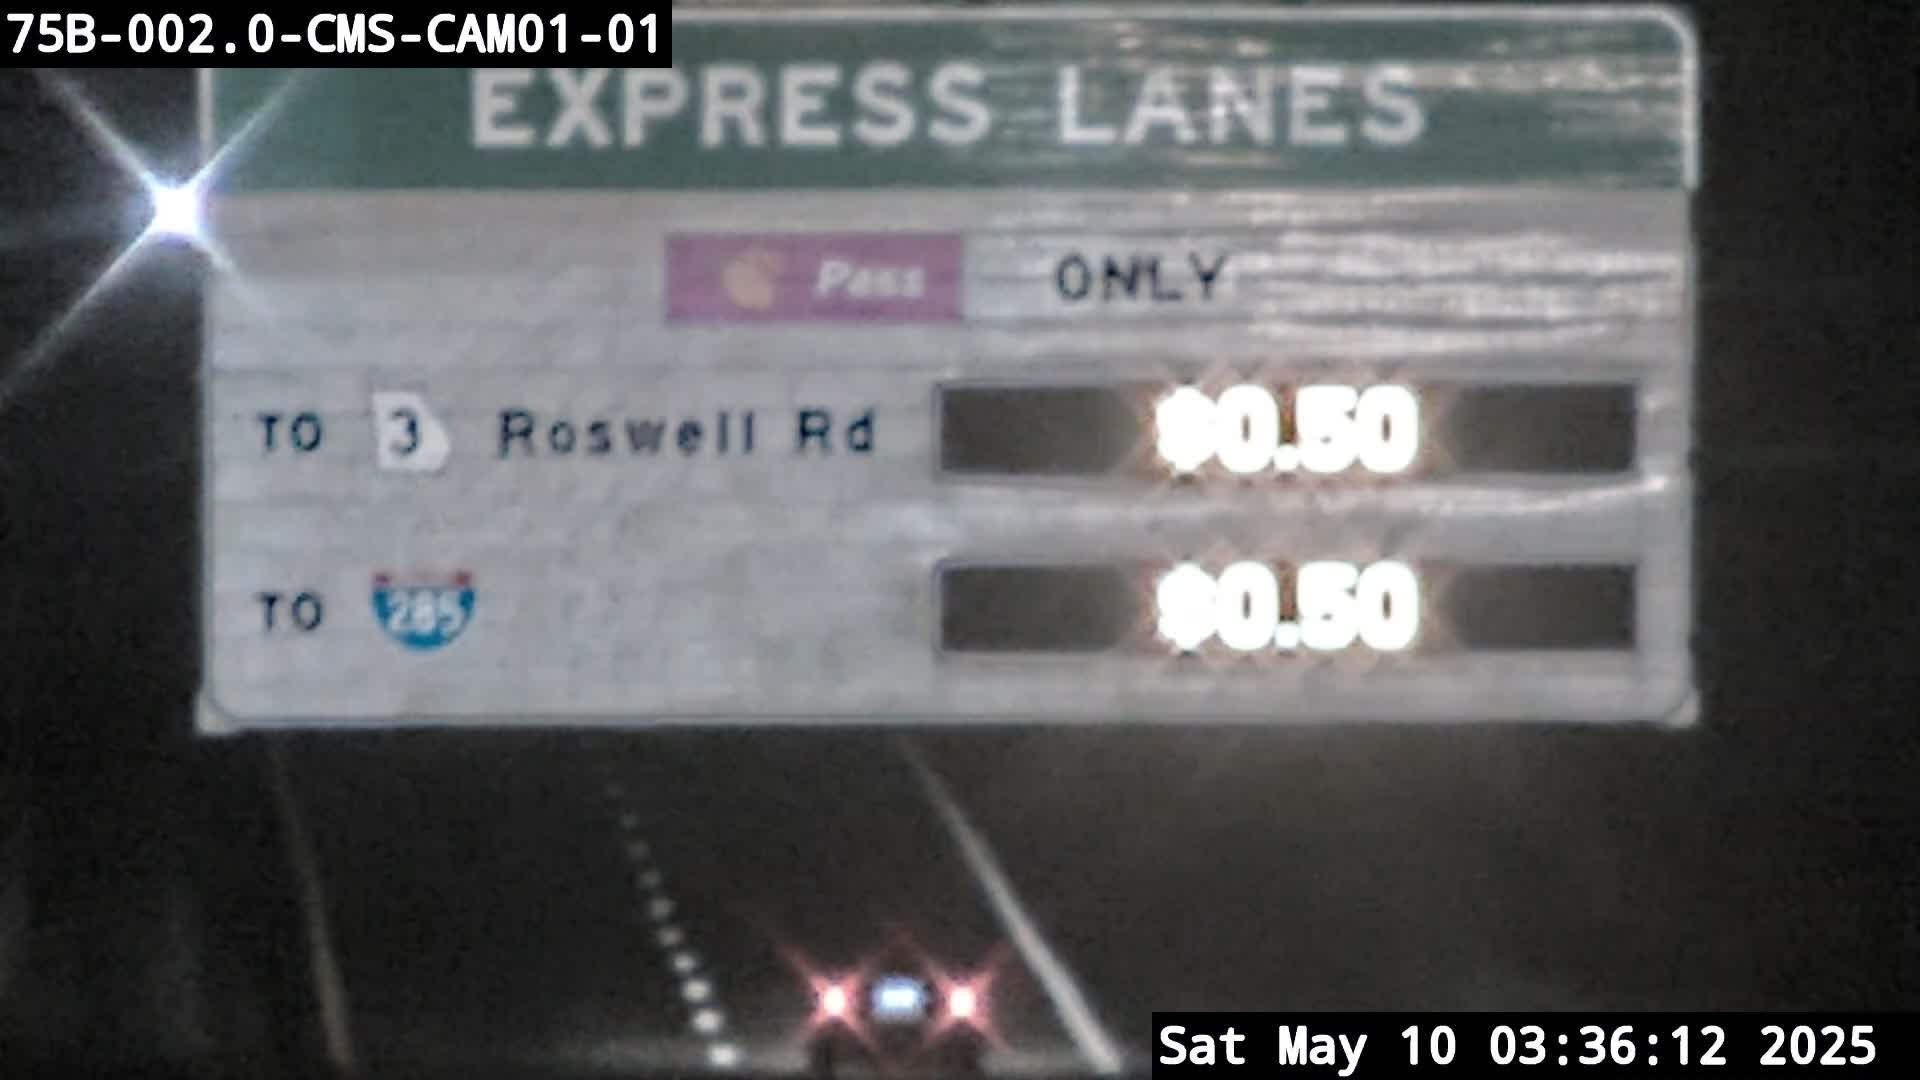 75B-002.0-CMS-CAM01-01
EXPRESS LANES
Pass ONLY
TO 3 Roswell Rd $0.50
TO 285 $0.50
Sat May 10 03:36:12 2025